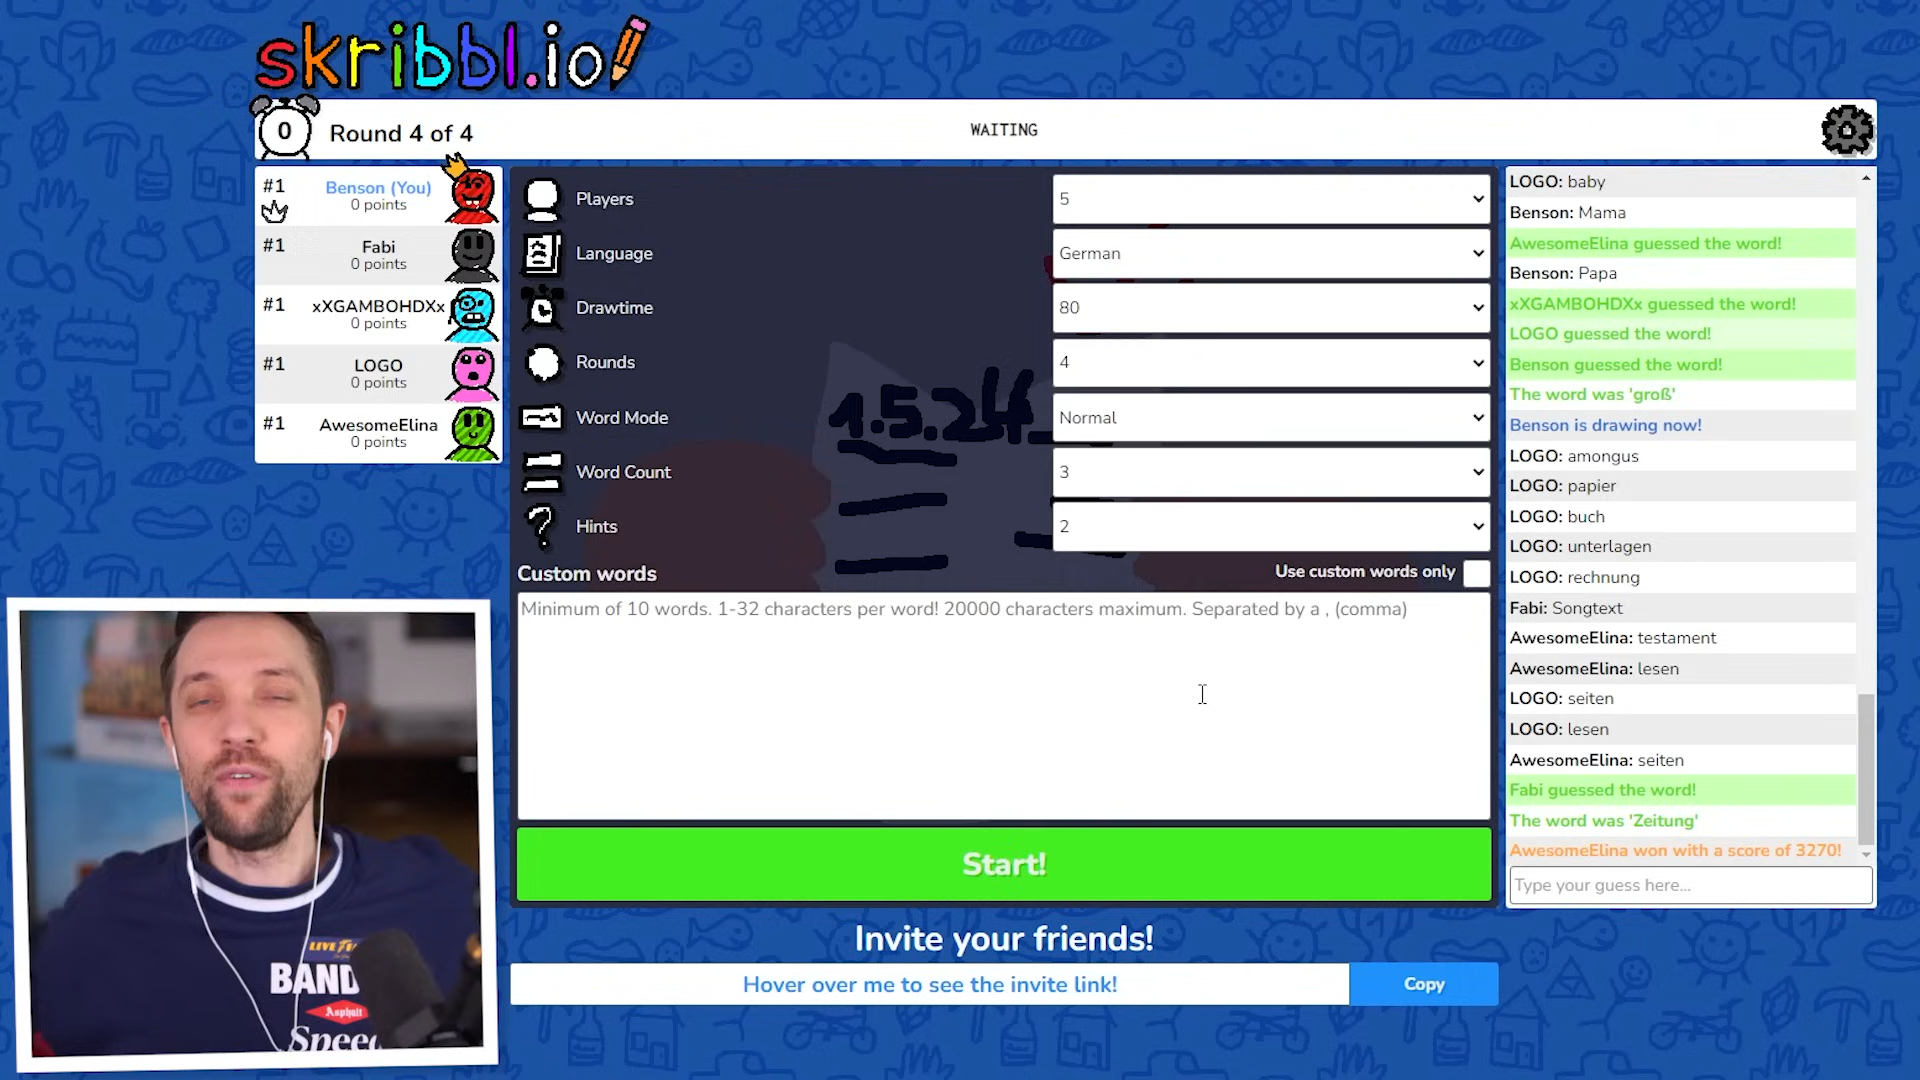 skribbl.io
0
Round 4 of 4
WAITING
#1
Benson (You)
0 points
#1
Fabi
0 points
#1
xXGAMBOHDXx
0 points
#1
LOGO
0 points
#1
AwesomeElina
0 points
Players
5
Language
German
Drawtime
80
Rounds
4
Word Mode
Normal
Word Count
3
Hints
2
1.5.24
Custom words
Use custom words only
Minimum of 10 words. 1-32 characters per word! 20000 characters maximum. Separated by a , (comma)
Start!
Invite your friends!
Hover over me to see the invite link!
Copy
LOGO: baby
Benson: Mama
AwesomeElina guessed the word!
Benson: Papa
xXGAMBOHDXx guessed the word!
LOGO guessed the word!
Benson guessed the word!
The word was 'groß'
Benson is drawing now!
LOGO: amongus
LOGO: papier
LOGO: buch
LOGO: unterlagen
LOGO: rechnung
Fabi: Songtext
AwesomeElina: testament
AwesomeElina: lesen
LOGO: seiten
LOGO: lesen
AwesomeElina: seiten
Fabi guessed the word!
The word was 'Zeitung'
AwesomeElina won with a score of 3270!
Type your guess here...
BAND
Asphalt